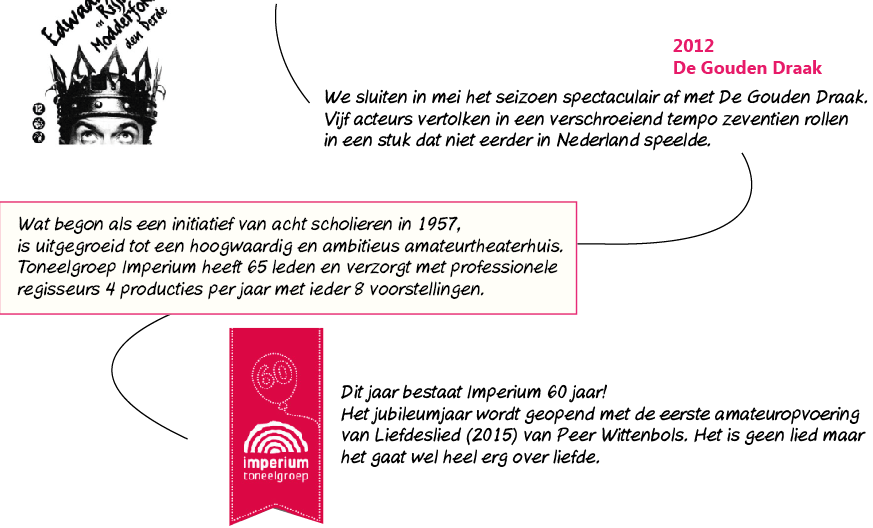 Edwa
en Ri
Modderfo
den Derde
12
2012
De Gouden Draak
We sluiten in mei het seizoen spectaculair af met De Gouden Draak.
Vijf acteurs vertolken in een verschroeiend tempo zeventien rollen
in een stuk dat niet eerder in Nederland speelde.
Wat begon als een initiatief van acht scholieren in 1957,
is uitgegroeid tot een hoogwaardig en ambitieus amateurtheaterhuis.
Toneelgroep Imperium heeft 65 leden en verzorgt met professionele
regisseurs 4 producties per jaar met ieder 8 voorstellingen.
60
imperium
toneelgroep
Dit jaar bestaat Imperium 60 jaar!
Het jubileumjaar wordt geopend met de eerste amateuropvoering
van Liefdeslied (2015) van Peer Wittenbols. Het is geen lied maar
het gaat wel heel erg over liefde.